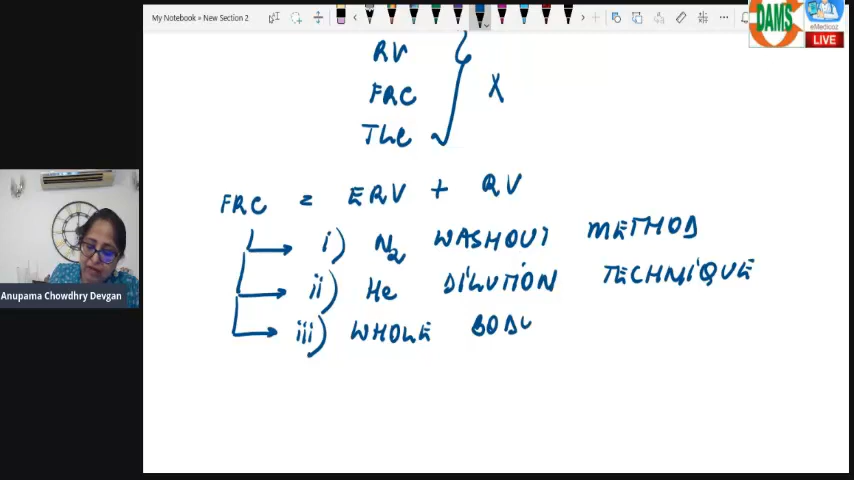 My Notebook » New Section 2
DAMS
eMedicoz
LIVE
RV
FRC
X
TLC
FRC = ERV + RV
i) N2 WASHOUT METHOD
ii) He DILUTION TECHNIQUE
iii) WHOLE BODY
Anupama Chowdhry Devgan